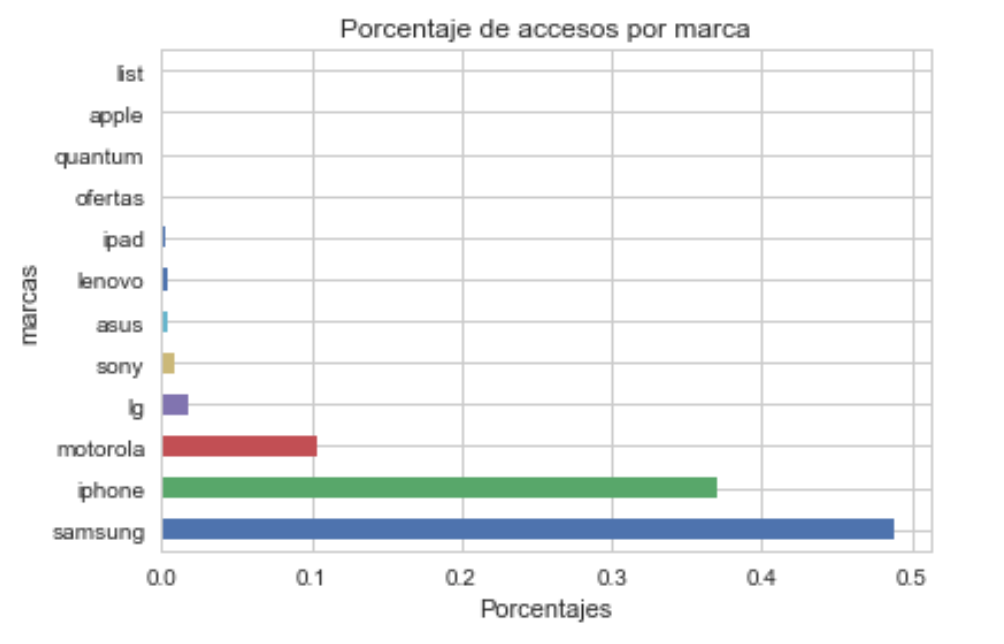 Porcentaje de accesos por marca
list
apple
quantum
ofertas
ipad
lenovo
asus
sony
lg
motorola
iphone
samsung
marcas
0.0 0.1 0.2 0.3 0.4 0.5
Porcentajes